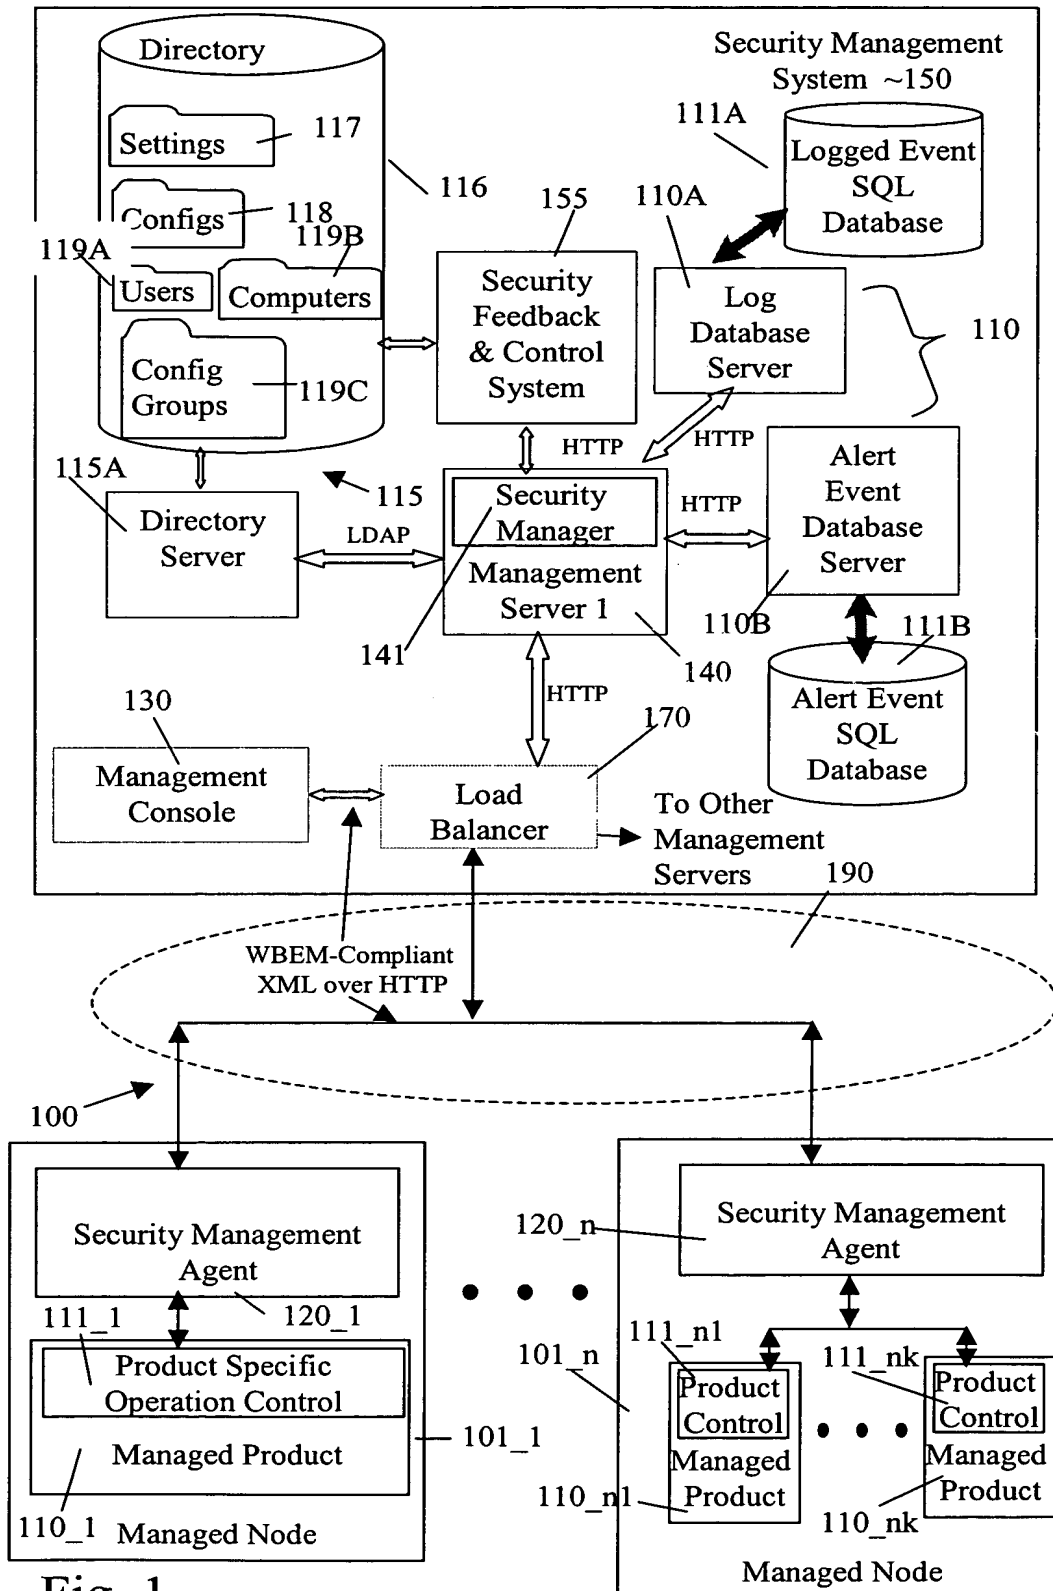 Directory
Security Management
System ~150
111A
117
Settings
116
Logged Event
SQL
Database
118
Configs
155
110A
119A
119B
Users
Computers
Security
Feedback
& Control
System
Log
Database
Server
110
Config
Groups
119C
HTTP
HTTP
115A
115
Alert
Event
Database
Server
Directory
Server
LDAP
Security
Manager
HTTP
Management
Server 1
141
140
110B
111B
HTTP
130
170
Alert Event
SQL
Database
Management
Console
Load
Balancer
To Other
Management
Servers
190
WBEM-Compliant
XML over HTTP
100
Security Management
Agent
120_1
111_1
Product Specific
Operation Control
Managed Product
101_1
110_1
Managed Node
120_n
Security Management
Agent
111_n1
101_n
111_nk
Product
Control
Product
Control
Managed
Product
Managed
Product
110_n1
110_nk
Managed Node
Fig. 1